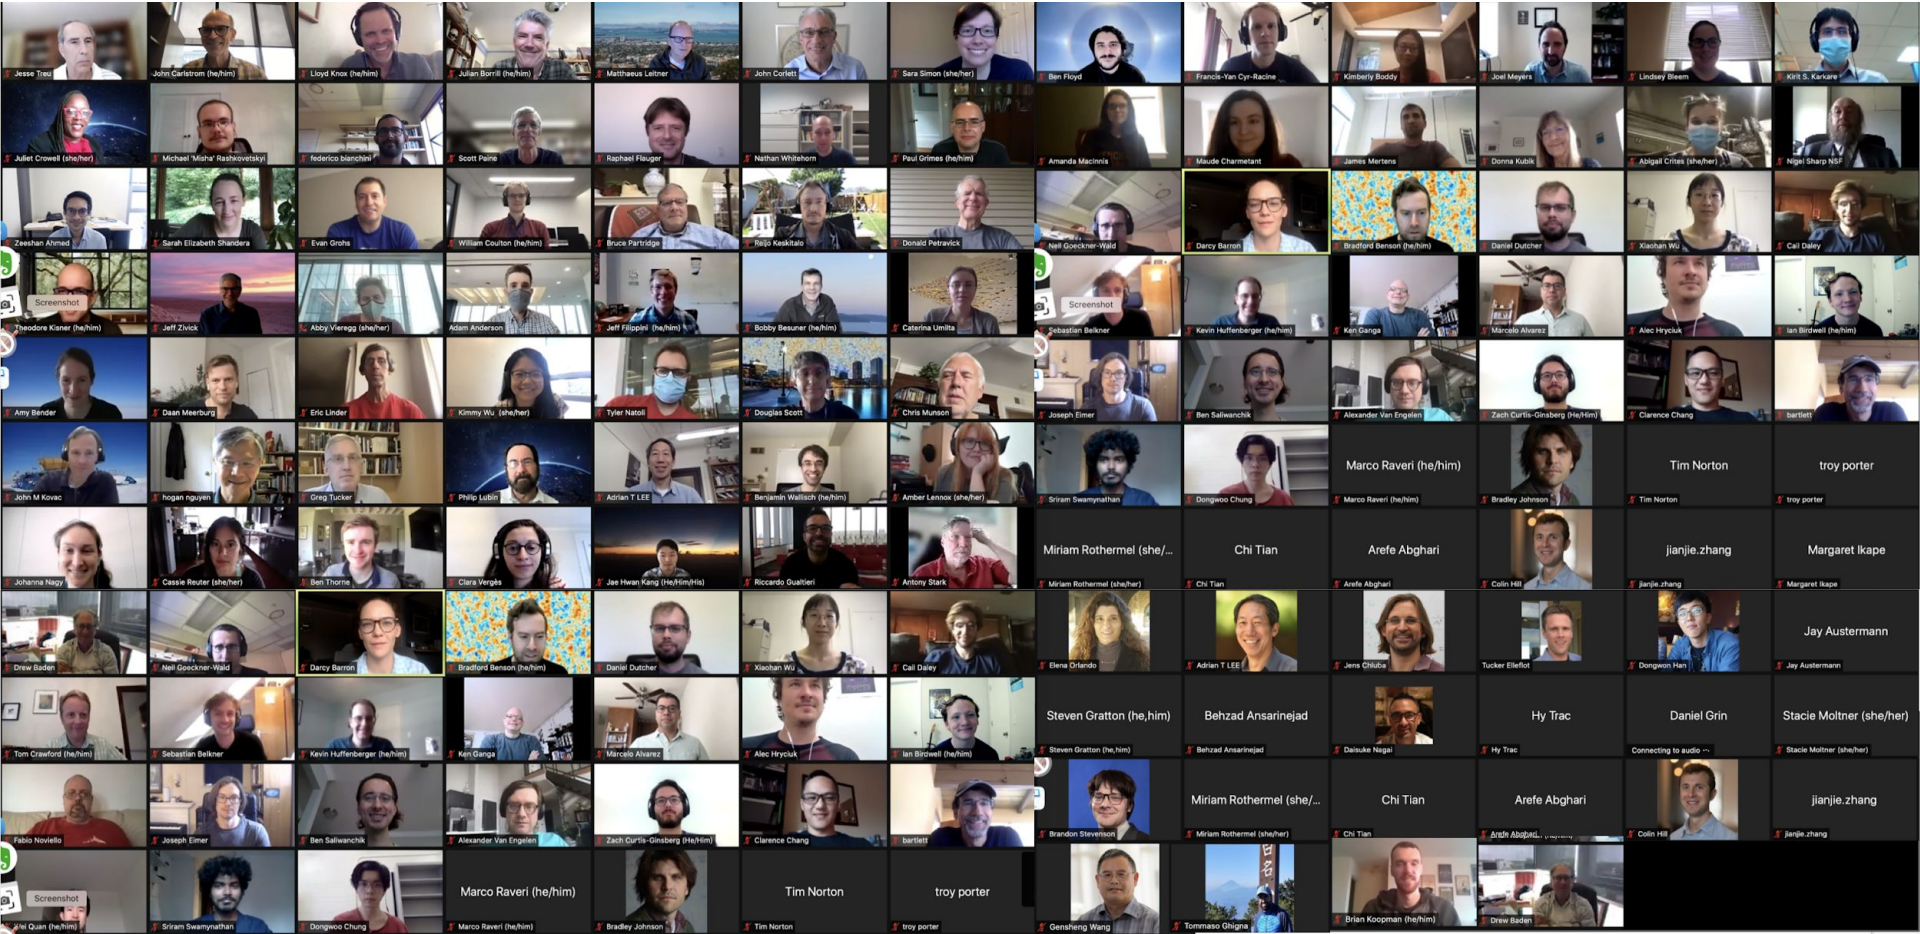 Jesse Treu
John Carlstrom (he/him)
Lloyd Knox (he/him)
Julian Borrill (he/him)
Matthaeus Leitner
John Corlett
Sara Simon (she/her)
Ben Floyd
Francis-Yan Cyr-Racine
Kimberly Boddy
Joel Meyers
Lindsey Bleem
Kirit S. Karkare
Juliet Crowell (she/her)
Michael 'Misha' Rashkovetskyi
federico bianchini
Scott Paine
Raphael Flauger
Nathan Whitehorn
Paul Grimes (he/him)
Amanda MacInnis
Maude Charmetant
James Mertens
Donna Kubik
Abigail Crites (she/her)
Nigel Sharp NSF
Zeeshan Ahmed
Sarah Elizabeth Shandera
Evan Grohs
William Coulton (he/him)
Bruce Partridge
Reijo Keskitalo
Donald Petravick
Neil Goeckner-Wald
Darcy Barron
Bradford Benson (he/him)
Daniel Dutcher
Xiaohan Wu
Cail Daley
Screenshot
Theodore Kisner (he/him)
Jeff Zivick
Abby Vieregg (she/her)
Adam Anderson
Jeff Filippini (he/him)
Bobby Besuner (he/him)
Caterina Umilta
Screenshot
Sebastian Belkner
Kevin Huffenberger (he/him)
Ken Ganga
Marcelo Alvarez
Alec Hryciuk
Ian Birdwell (he/him)
Amy Bender
Daan Meerburg
Eric Linder
Kimmy Wu (she/her)
Tyler Natoli
Douglas Scott
Chris Munson
Joseph Eimer
Ben Saliwanchik
Alexander Van Engelen
Zach Curtis-Ginsberg (He/Him)
Clarence Chang
bartlett
John M Kovac
hogan nguyen
Greg Tucker
Philip Lubin
Adrian T LEE
Benjamin Wallisch (he/him)
Amber Lennox (she/her)
Sriram Swamynathan
Dongwoo Chung
Marco Raveri (he/him)
Marco Raveri (he/him)
Bradley Johnson
Tim Norton
Tim Norton
troy porter
troy porter
Johanna Nagy
Cassie Reuter (she/her)
Ben Thorne
Clara Vergès
Jae Hwan Kang (He/Him/His)
Riccardo Gualtieri
Antony Stark
Miriam Rothermel (she/...
Miriam Rothermel (she/her)
Chi Tian
Chi Tian
Arefe Abghari
Arefe Abghari
Colin Hill
jianjie.zhang
jianjie.zhang
Margaret Ikape
Margaret Ikape
Drew Baden
Neil Goeckner-Wald
Darcy Barron
Bradford Benson (he/him)
Daniel Dutcher
Xiaohan Wu
Cail Daley
Elena Orlando
Adrian T LEE
Jens Chluba
Tucker Elleflot
Dongwon Han
Jay Austermann
Jay Austermann
Tom Crawford (he/him)
Sebastian Belkner
Kevin Huffenberger (he/him)
Ken Ganga
Marcelo Alvarez
Alec Hryciuk
Ian Birdwell (he/him)
Steven Gratton (he,him)
Steven Gratton (he,him)
Behzad Ansarinejad
Behzad Ansarinejad
Daisuke Nagai
Hy Trac
Hy Trac
Daniel Grin
Connecting to audio ···
Stacie Moltner (she/her)
Stacie Moltner (she/her)
Fabio Noviello
Joseph Eimer
Ben Saliwanchik
Alexander Van Engelen
Zach Curtis-Ginsberg (He/Him)
Clarence Chang
bartlett
Brandon Stevenson
Miriam Rothermel (she/...
Miriam Rothermel (she/her)
Chi Tian
Chi Tian
Arefe Abghari
Arefe Abghari
Colin Hill
jianjie.zhang
jianjie.zhang
Screenshot
Quan (he/him)
Sriram Swamynathan
Dongwoo Chung
Marco Raveri (he/him)
Marco Raveri (he/him)
Bradley Johnson
Tim Norton
Tim Norton
troy porter
troy porter
Gensheng Wang
Tommaso Ghigna
Brian Koopman (he/him)
Drew Baden